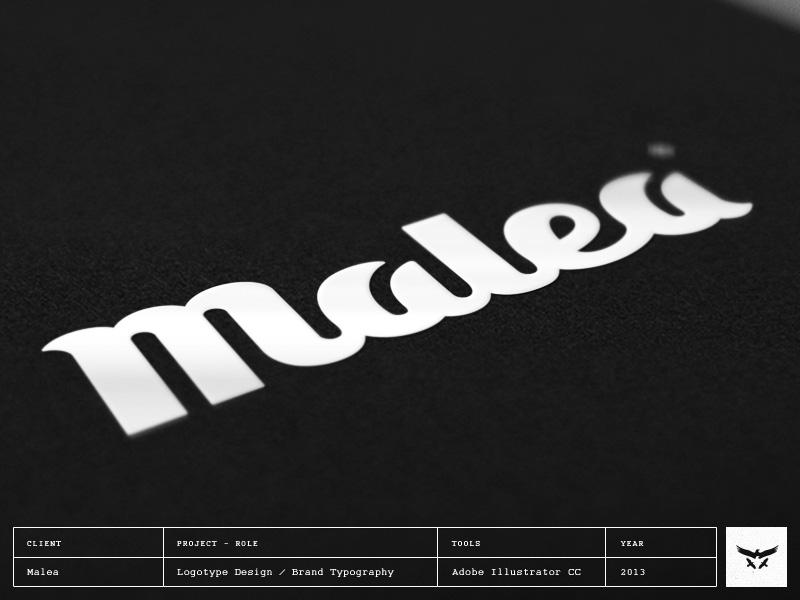 malea
CLIENT
PROJECT - ROLE
TOOLS
YEAR
Malea
Logotype Design / Brand Typography
Adobe Illustrator CC
2013